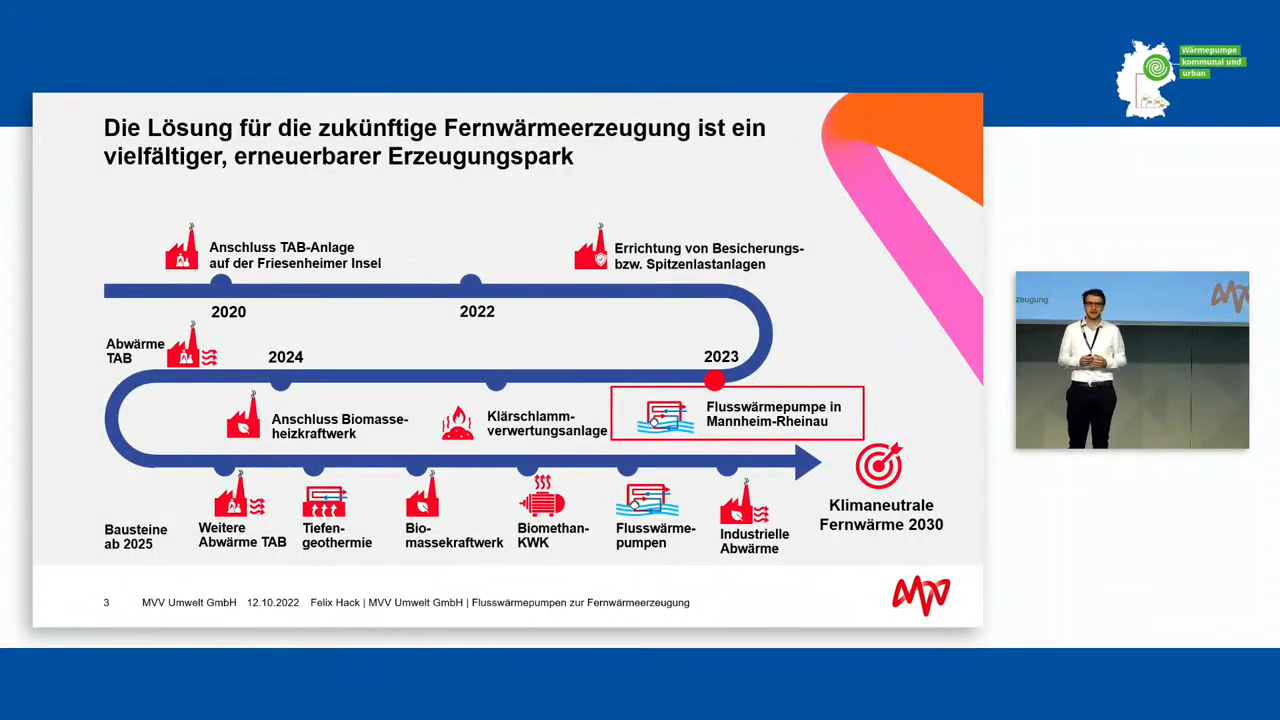 Wärmepumpe
kommunal und
urban
Die Lösung für die zukünftige Fernwärmeerzeugung ist ein
vielfältiger, erneuerbarer Erzeugungspark
Anschluss TAB-Anlage
auf der Friesenheimer Insel
Errichtung von Besicherungs-
bzw. Spitzenlastanlagen
2020
2022
Abwärme
TAB
2024
2023
Anschluss Biomasse-
heizkraftwerk
Klärschlamm-
verwertungsanlage
Flusswärmepumpe in
Mannheim-Rheinau
Bausteine
ab 2025
Weitere
Abwärme TAB
Tiefen-
geothermie
Bio-
massekraftwerk
Biomethan-
KWK
Flusswärme-
pumpen
Industrielle
Abwärme
Klimaneutrale
Fernwärme 2030
3 MVV Umwelt GmbH 12.10.2022 Felix Hack | MVV Umwelt GmbH | Flusswärmepumpen zur Fernwärmeerzeugung
MVV
zeugung